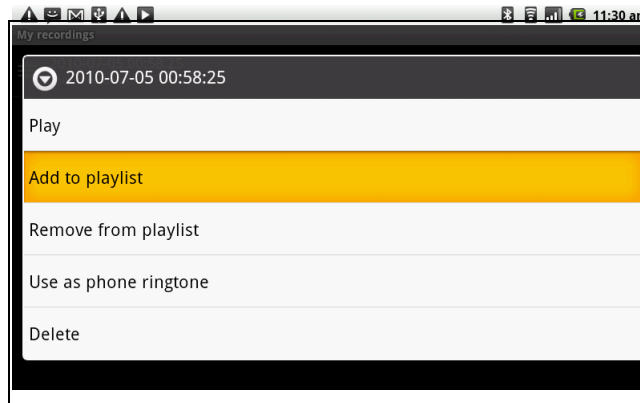 11:30 am
My recordings
2010-07-05 00:58:25
Play
Add to playlist
Remove from playlist
Use as phone ringtone
Delete